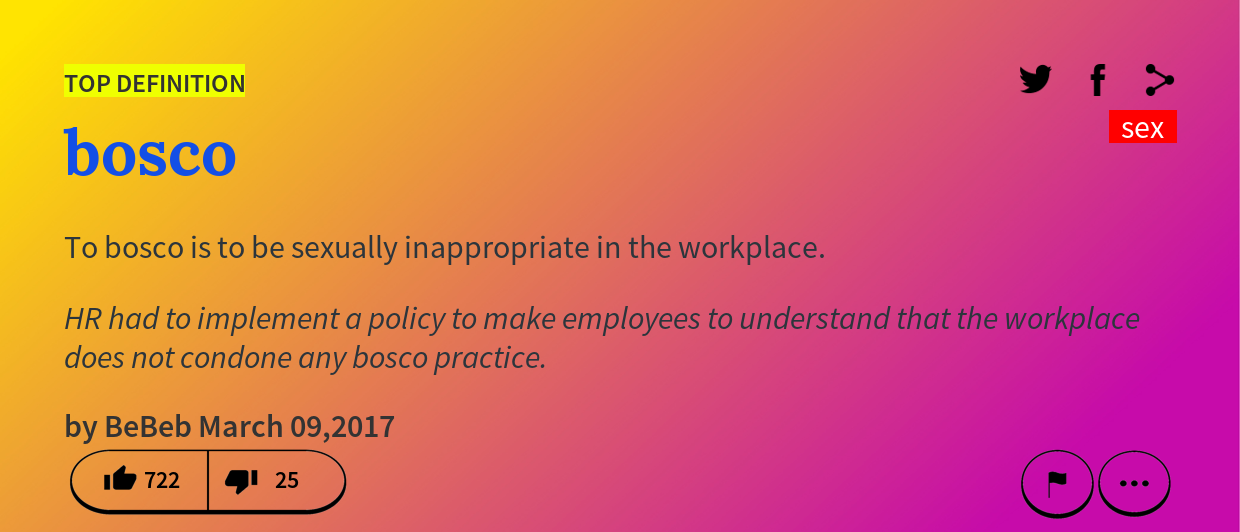 TOP DEFINITION
sex
bosco
To bosco is to be sexually inappropriate in the workplace.
HR had to implement a policy to make employees to understand that the workplace
does not condone any bosco practice.
by BeBeb March 09,2017
722 25